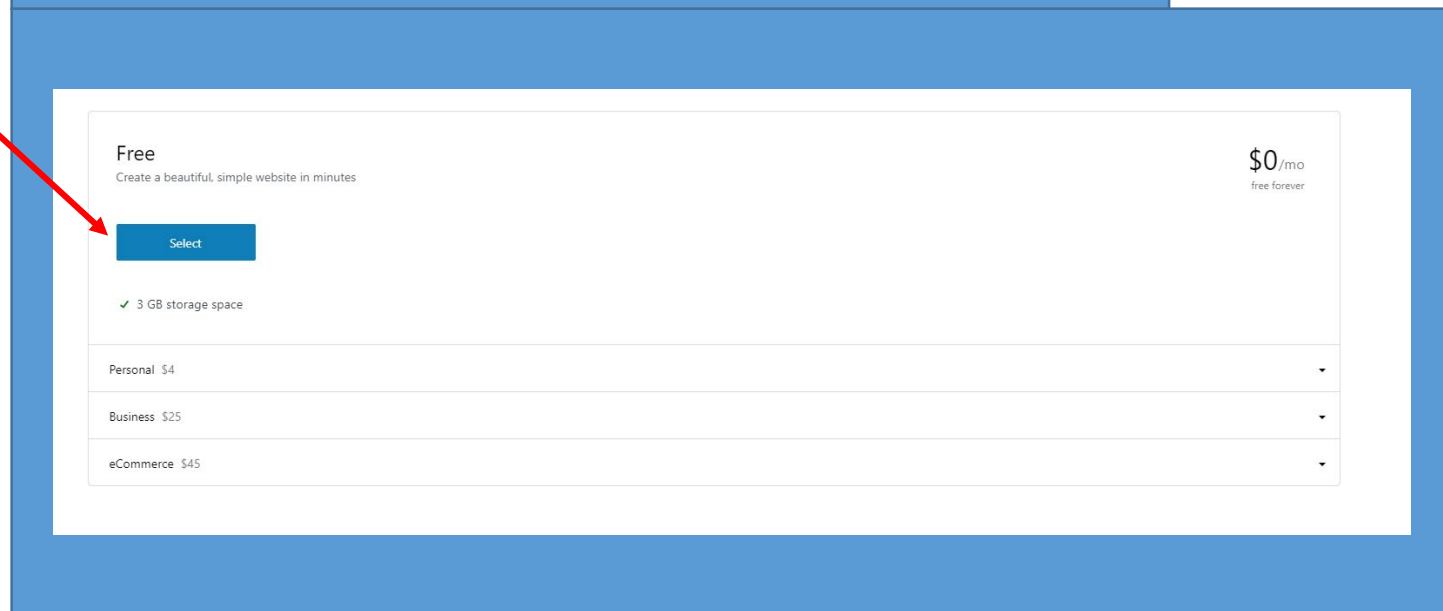 Free
$0/mo
Create a beautiful, simple website in minutes
free forever
Select
✓ 3 GB storage space
Personal $4
Business $25
eCommerce $45